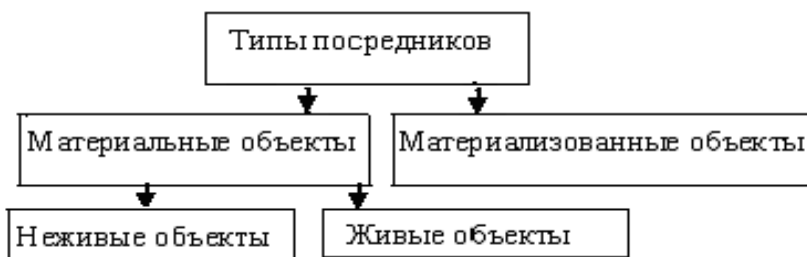 Типы посредников
Материальные объекты
Материализованные объекты
Неживые объекты
Живые объекты